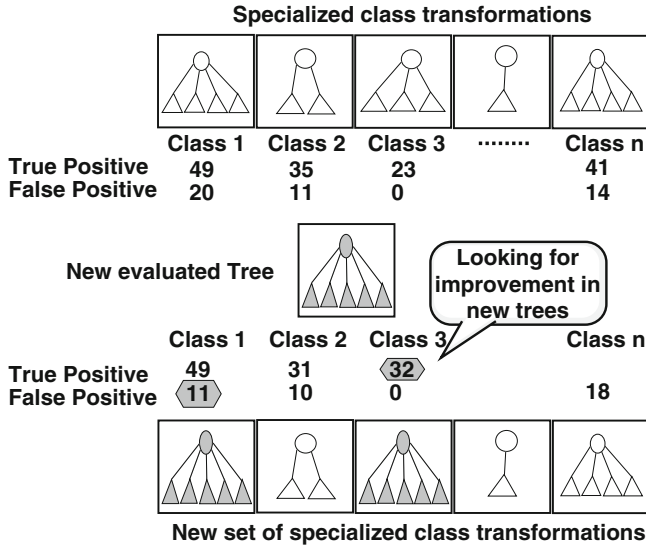 Specialized class transformations
Class 1 Class 2 Class 3 ........ Class n
True Positive 49 35 23 41
False Positive 20 11 0 14
New evaluated Tree
Looking for
improvement in
new trees
Class 1 Class 2 Class 3 Class n
True Positive 49 31 32
False Positive 11 10 0 18
New set of specialized class transformations